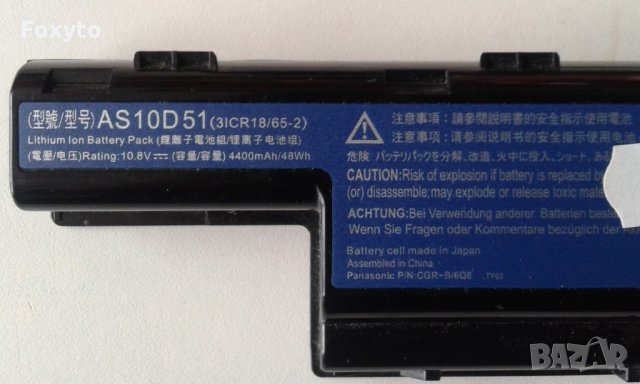 Foxyto
(型號/型号)AS10D51(3ICR18/65-2)
Lithium Ion Battery Pack (鋰離子電池組/锂离子电池组)
(電壓/电压)Rating:10.8V⎓(容量/容量) 4400mAh/48Wh
注意事項：請參閱說明書的安全指示使用電池
注意事项：请参阅说明书的安全指示使用电
危険 バッテリパックを分解、改造、火中に投入、ショート、ある
CAUTION:Risk of explosion if battery is replaced
(or) disassemble:may explode or release toxic mate
ACHTUNG:Bei Verwendung anderer. Batterien beste
Wenn Sie Fragen oder Kommentare bezüglich der Ak
Battery cell made in Japan
Assembled in China
Panasonic P/N:CGR-B/6Q8 TY03
BAZAR